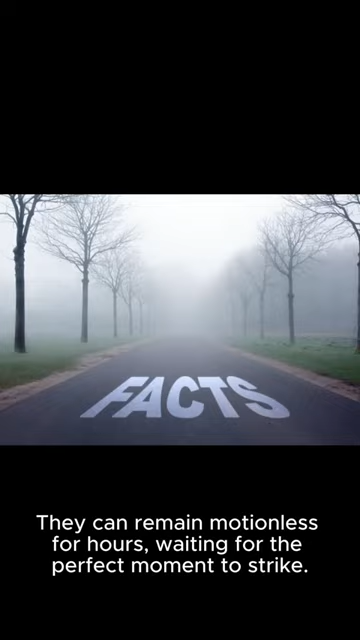 FACTS
They can remain motionless
for hours, waiting for the
perfect moment to strike.